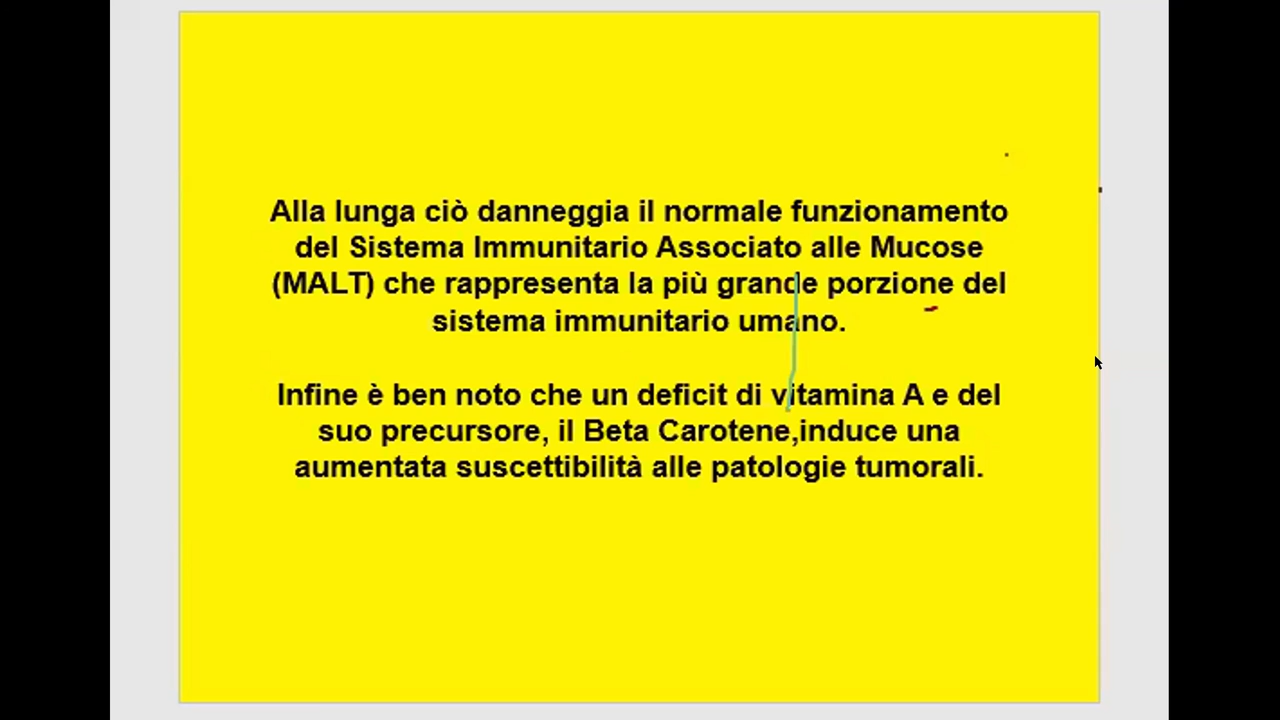 Alla lunga ciò danneggia il normale funzionamento
del Sistema Immunitario Associato alle Mucose
(MALT) che rappresenta la più grande porzione del
sistema immunitario umano.
Infine è ben noto che un deficit di vitamina A e del
suo precursore, il Beta Carotene,induce una
aumentata suscettibilità alle patologie tumorali.